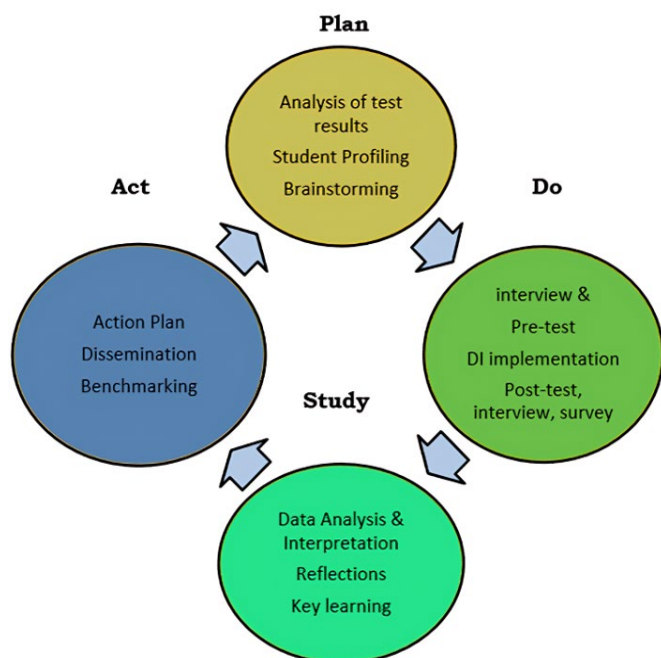 Plan
Analysis of test
results
Student Profiling
Brainstorming
Do
interview &
Pre-test
DI implementation
Post-test,
interview, survey
Study
Data Analysis &
Interpretation
Reflections
Key learning
Act
Action Plan
Dissemination
Benchmarking